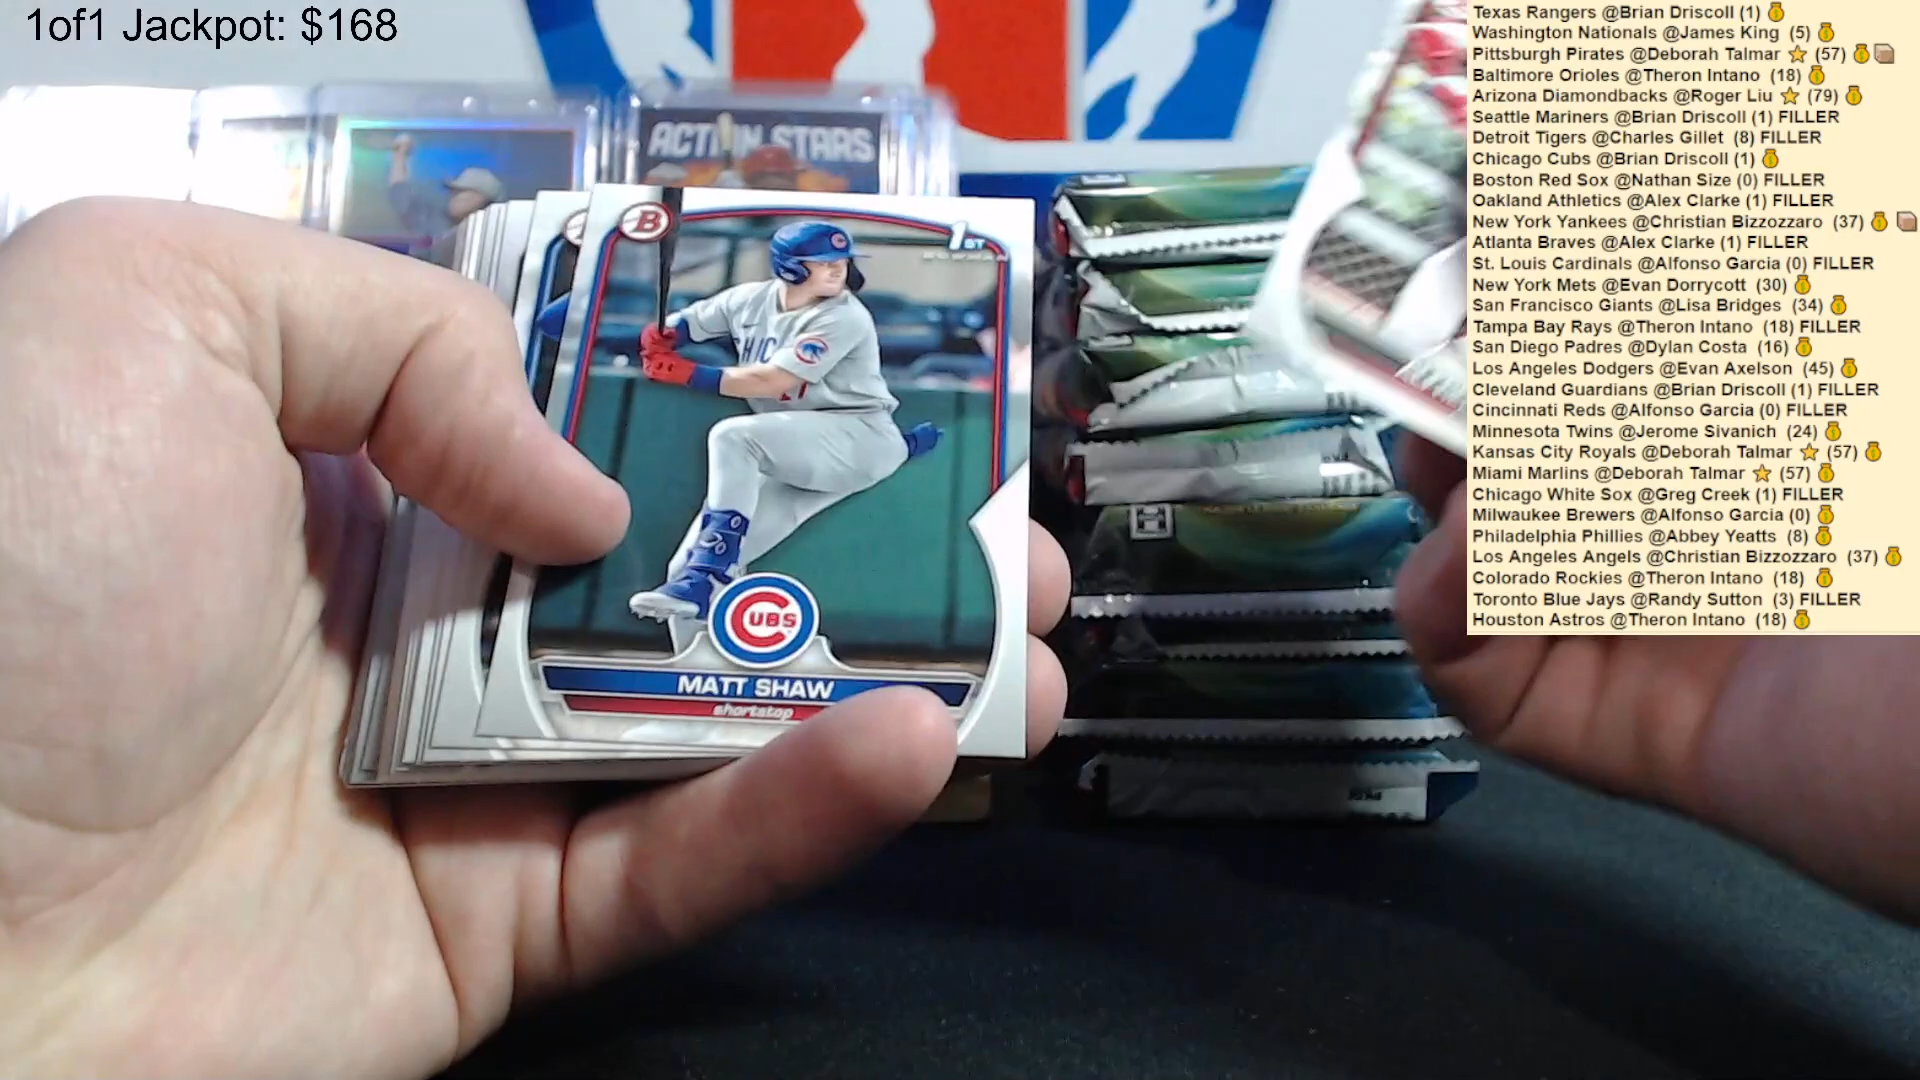 1of1 Jackpot: $168
ACTION STARS
B
1ST
CHIC
CUBS
MATT SHAW
shortstop
Texas Rangers @Brian Driscoll (1)
Washington Nationals @James King (5)
Pittsburgh Pirates @Deborah Talmar ⭐ (57)
Baltimore Orioles @Theron Intano (18)
Arizona Diamondbacks @Roger Liu ⭐ (79)
Seattle Mariners @Brian Driscoll (1) FILLER
Detroit Tigers @Charles Gillet (8) FILLER
Chicago Cubs @Brian Driscoll (1)
Boston Red Sox @Nathan Size (0) FILLER
Oakland Athletics @Alex Clarke (1) FILLER
New York Yankees @Christian Bizzozzaro (37)
Atlanta Braves @Alex Clarke (1) FILLER
St. Louis Cardinals @Alfonso Garcia (0) FILLER
New York Mets @Evan Dorrycott (30)
San Francisco Giants @Lisa Bridges (34)
Tampa Bay Rays @Theron Intano (18) FILLER
San Diego Padres @Dylan Costa (16)
Los Angeles Dodgers @Evan Axelson (45)
Cleveland Guardians @Brian Driscoll (1) FILLER
Cincinnati Reds @Alfonso Garcia (0) FILLER
Minnesota Twins @Jerome Sivanich (24)
Kansas City Royals @Deborah Talmar ⭐ (57)
Miami Marlins @Deborah Talmar ⭐ (57)
Chicago White Sox @Greg Creek (1) FILLER
Milwaukee Brewers @Alfonso Garcia (0)
Philadelphia Phillies @Abbey Yeatts (8)
Los Angeles Angels @Christian Bizzozzaro (37)
Colorado Rockies @Theron Intano (18)
Toronto Blue Jays @Randy Sutton (3) FILLER
Houston Astros @Theron Intano (18)